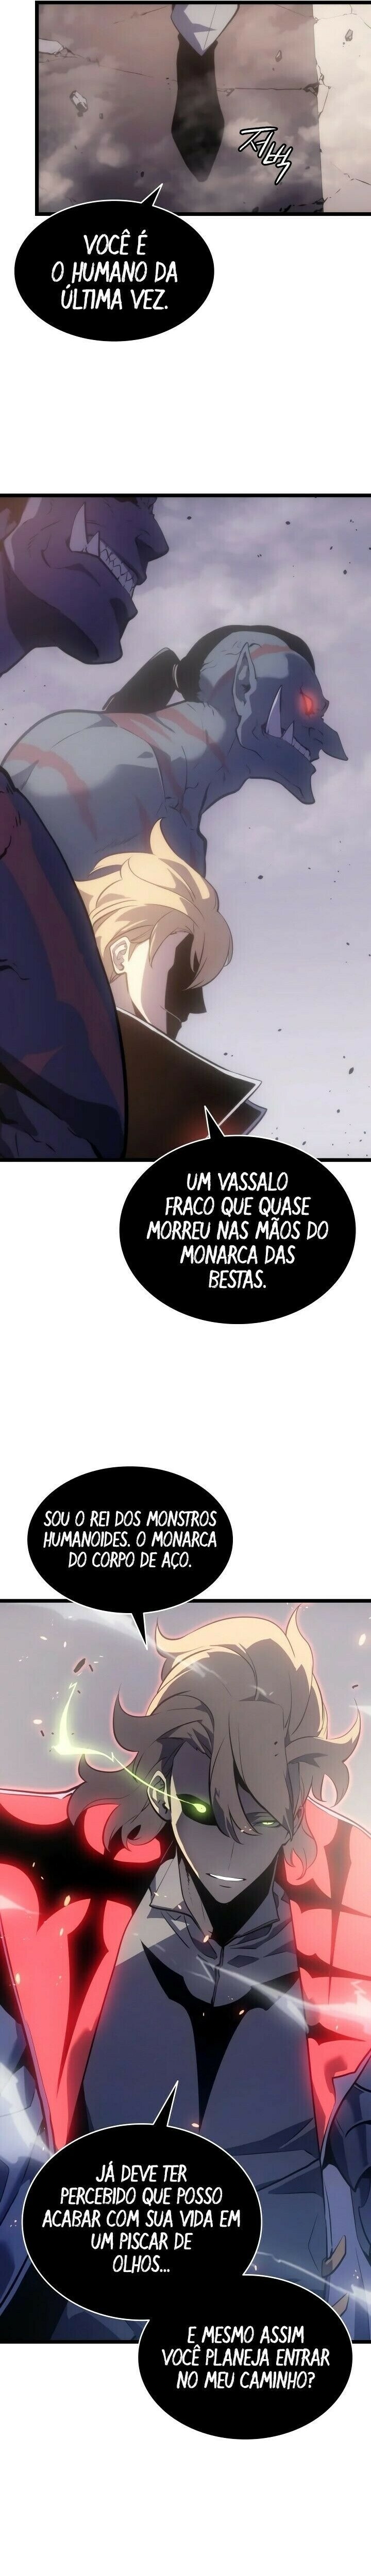 저벅
VOCÊ É
O HUMANO DA
ÚLTIMA VEZ.
UM VASSALO
FRACO QUE QUASE
MORREU NAS MÃOS DO
MONARCA DAS
BESTAS.
SOU O REI DOS MONSTROS
HUMANOIDES. O MONARCA
DO CORPO DE AÇO.
JÁ DEVE TER
PERCEBIDO QUE POSSO
ACABAR COM SUA VIDA EM
UM PISCAR DE
OLHOS...
E MESMO ASSIM
VOCÊ PLANEJA ENTRAR
NO MEU CAMINHO?